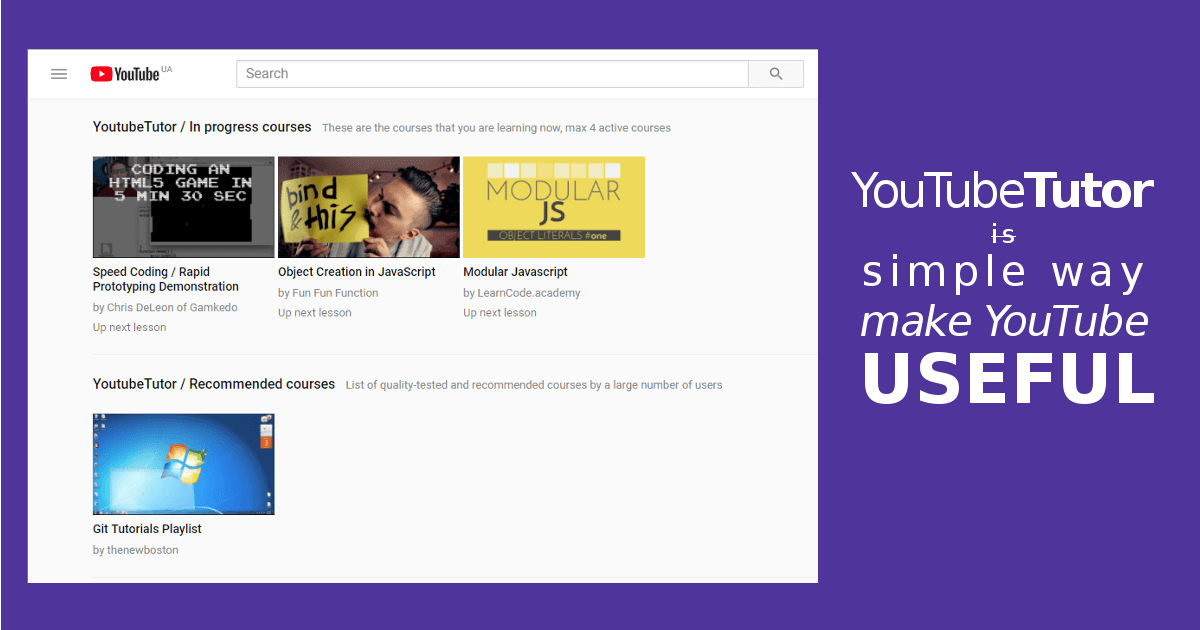 YouTube UA
Search
YoutubeTutor / In progress courses These are the courses that you are learning now, max 4 active courses
CODING AN
HTML5 GAME IN
5 MIN 30 SEC
bind
& this
MODULAR
JS
OBJECT LITERALS #one
Speed Coding / Rapid
Prototyping Demonstration
by Chris DeLeon of Gamkedo
Up next lesson
Object Creation in JavaScript
by Fun Fun Function
Up next lesson
Modular Javascript
by LearnCode.academy
Up next lesson
YoutubeTutor / Recommended courses List of quality-tested and recommended courses by a large number of users
Git Tutorials Playlist
by thenewboston
YouTubeTutor
is
simple way
make YouTube
USEFUL